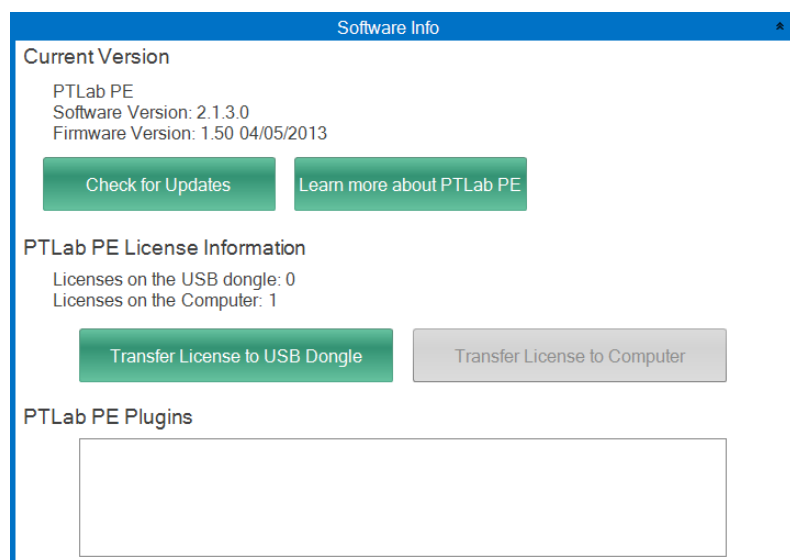 Software Info
Current Version
PTLab PE
Software Version: 2.1.3.0
Firmware Version: 1.50 04/05/2013
Check for Updates
Learn more about PTLab PE
PTLab PE License Information
Licenses on the USB dongle: 0
Licenses on the Computer: 1
Transfer License to USB Dongle
Transfer License to Computer
PTLab PE Plugins